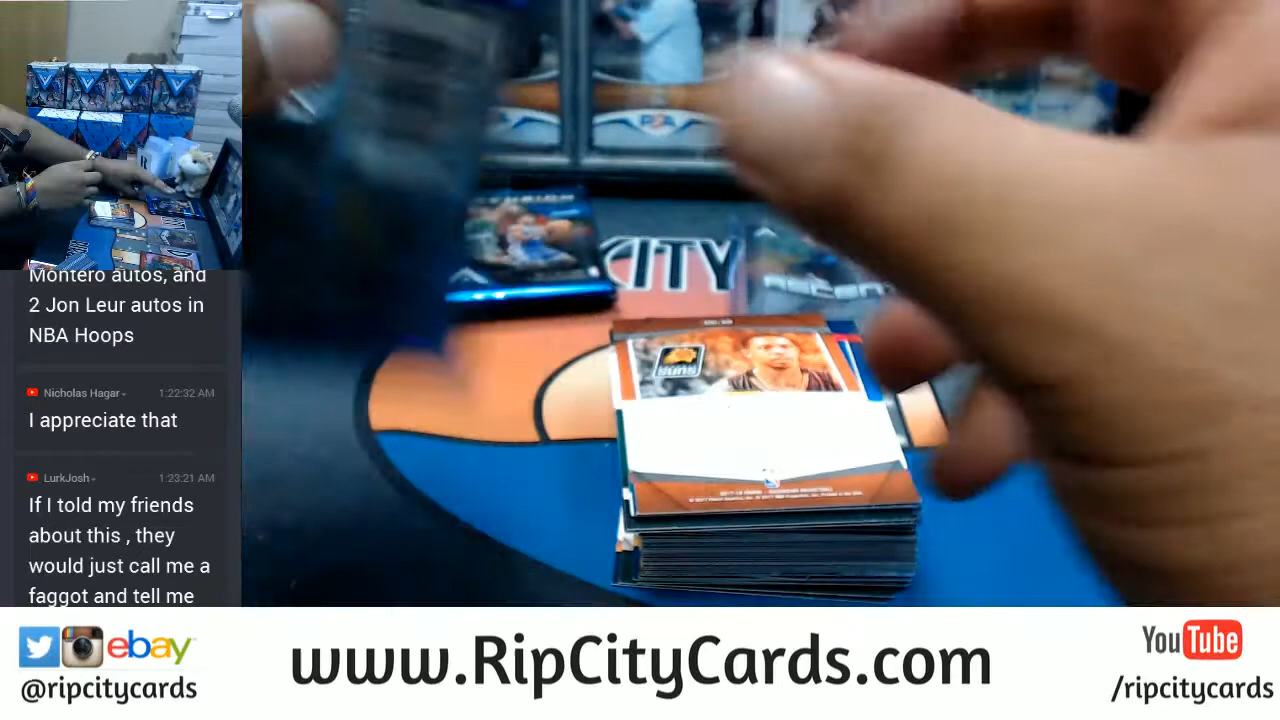 Montero autos, and
2 Jon Leur autos in
NBA Hoops
Nicholas Hagar 1:22:32 AM
I appreciate that
LurkJosh 1:23:21 AM
If I told my friends
about this , they
would just call me a
faggot and tell me
CITY
SUNS
ebay
@ripcitycards
www.RipCityCards.com
YouTube
/ripcitycards